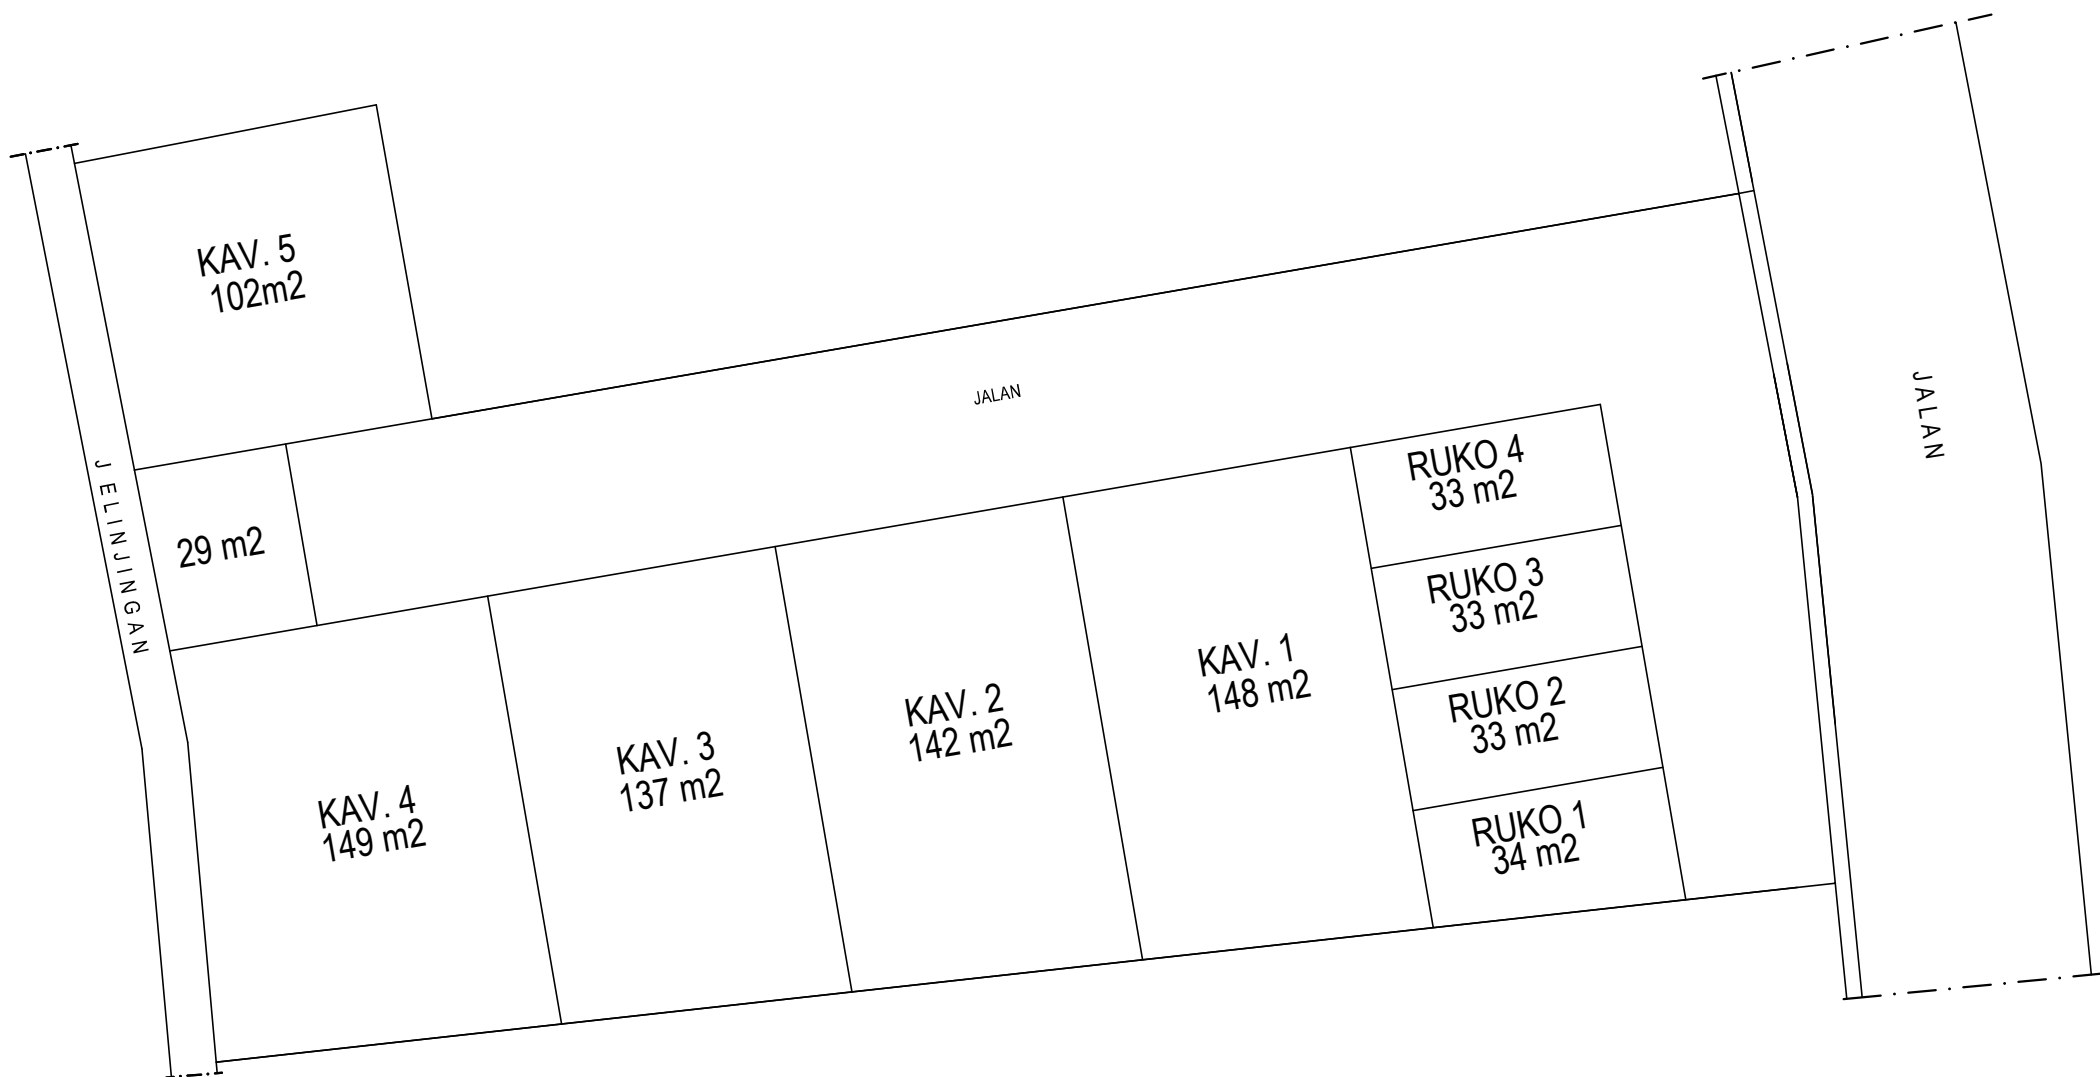 KAV. 5
102m2
JELINJINGAN
29 m2
JALAN
KAV. 4
149 m2
KAV. 3
137 m2
KAV. 2
142 m2
KAV. 1
148 m2
RUKO 4
33 m2
RUKO 3
33 m2
RUKO 2
33 m2
RUKO 1
34 m2
JALAN